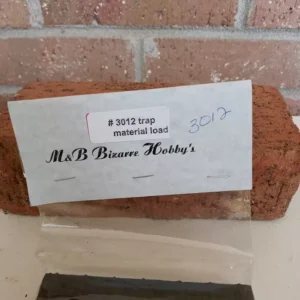 # 3012 trap
material load
3012
M&B Bizarre Hobby's